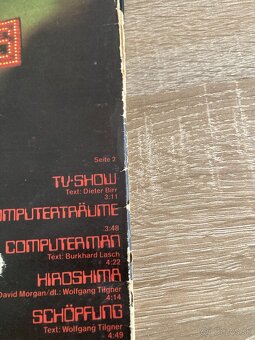 Seite 2
TV-SHOW
Text: Dieter Birr
3:11
OMPUTERTRÄUME
3:48
COMPUTERMAN
Text: Burkhard Lasch
4:22
HIROSHIMA
David Morgan/dt.: Wolfgang Tilgner
4:14
SCHÖPFUNG
Text: Wolfgang Tilgner
4:49